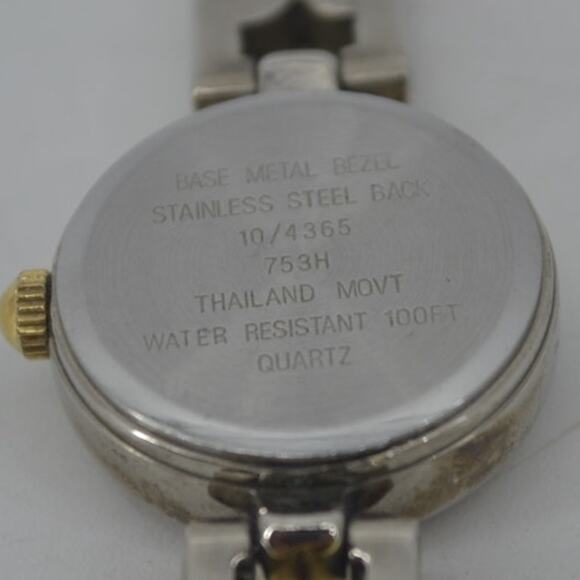 BASE METAL BEZEL
STAINLESS STEEL BACK
10/4365
753H
THAILAND MOVT
WATER RESISTANT 100FT
QUARTZ